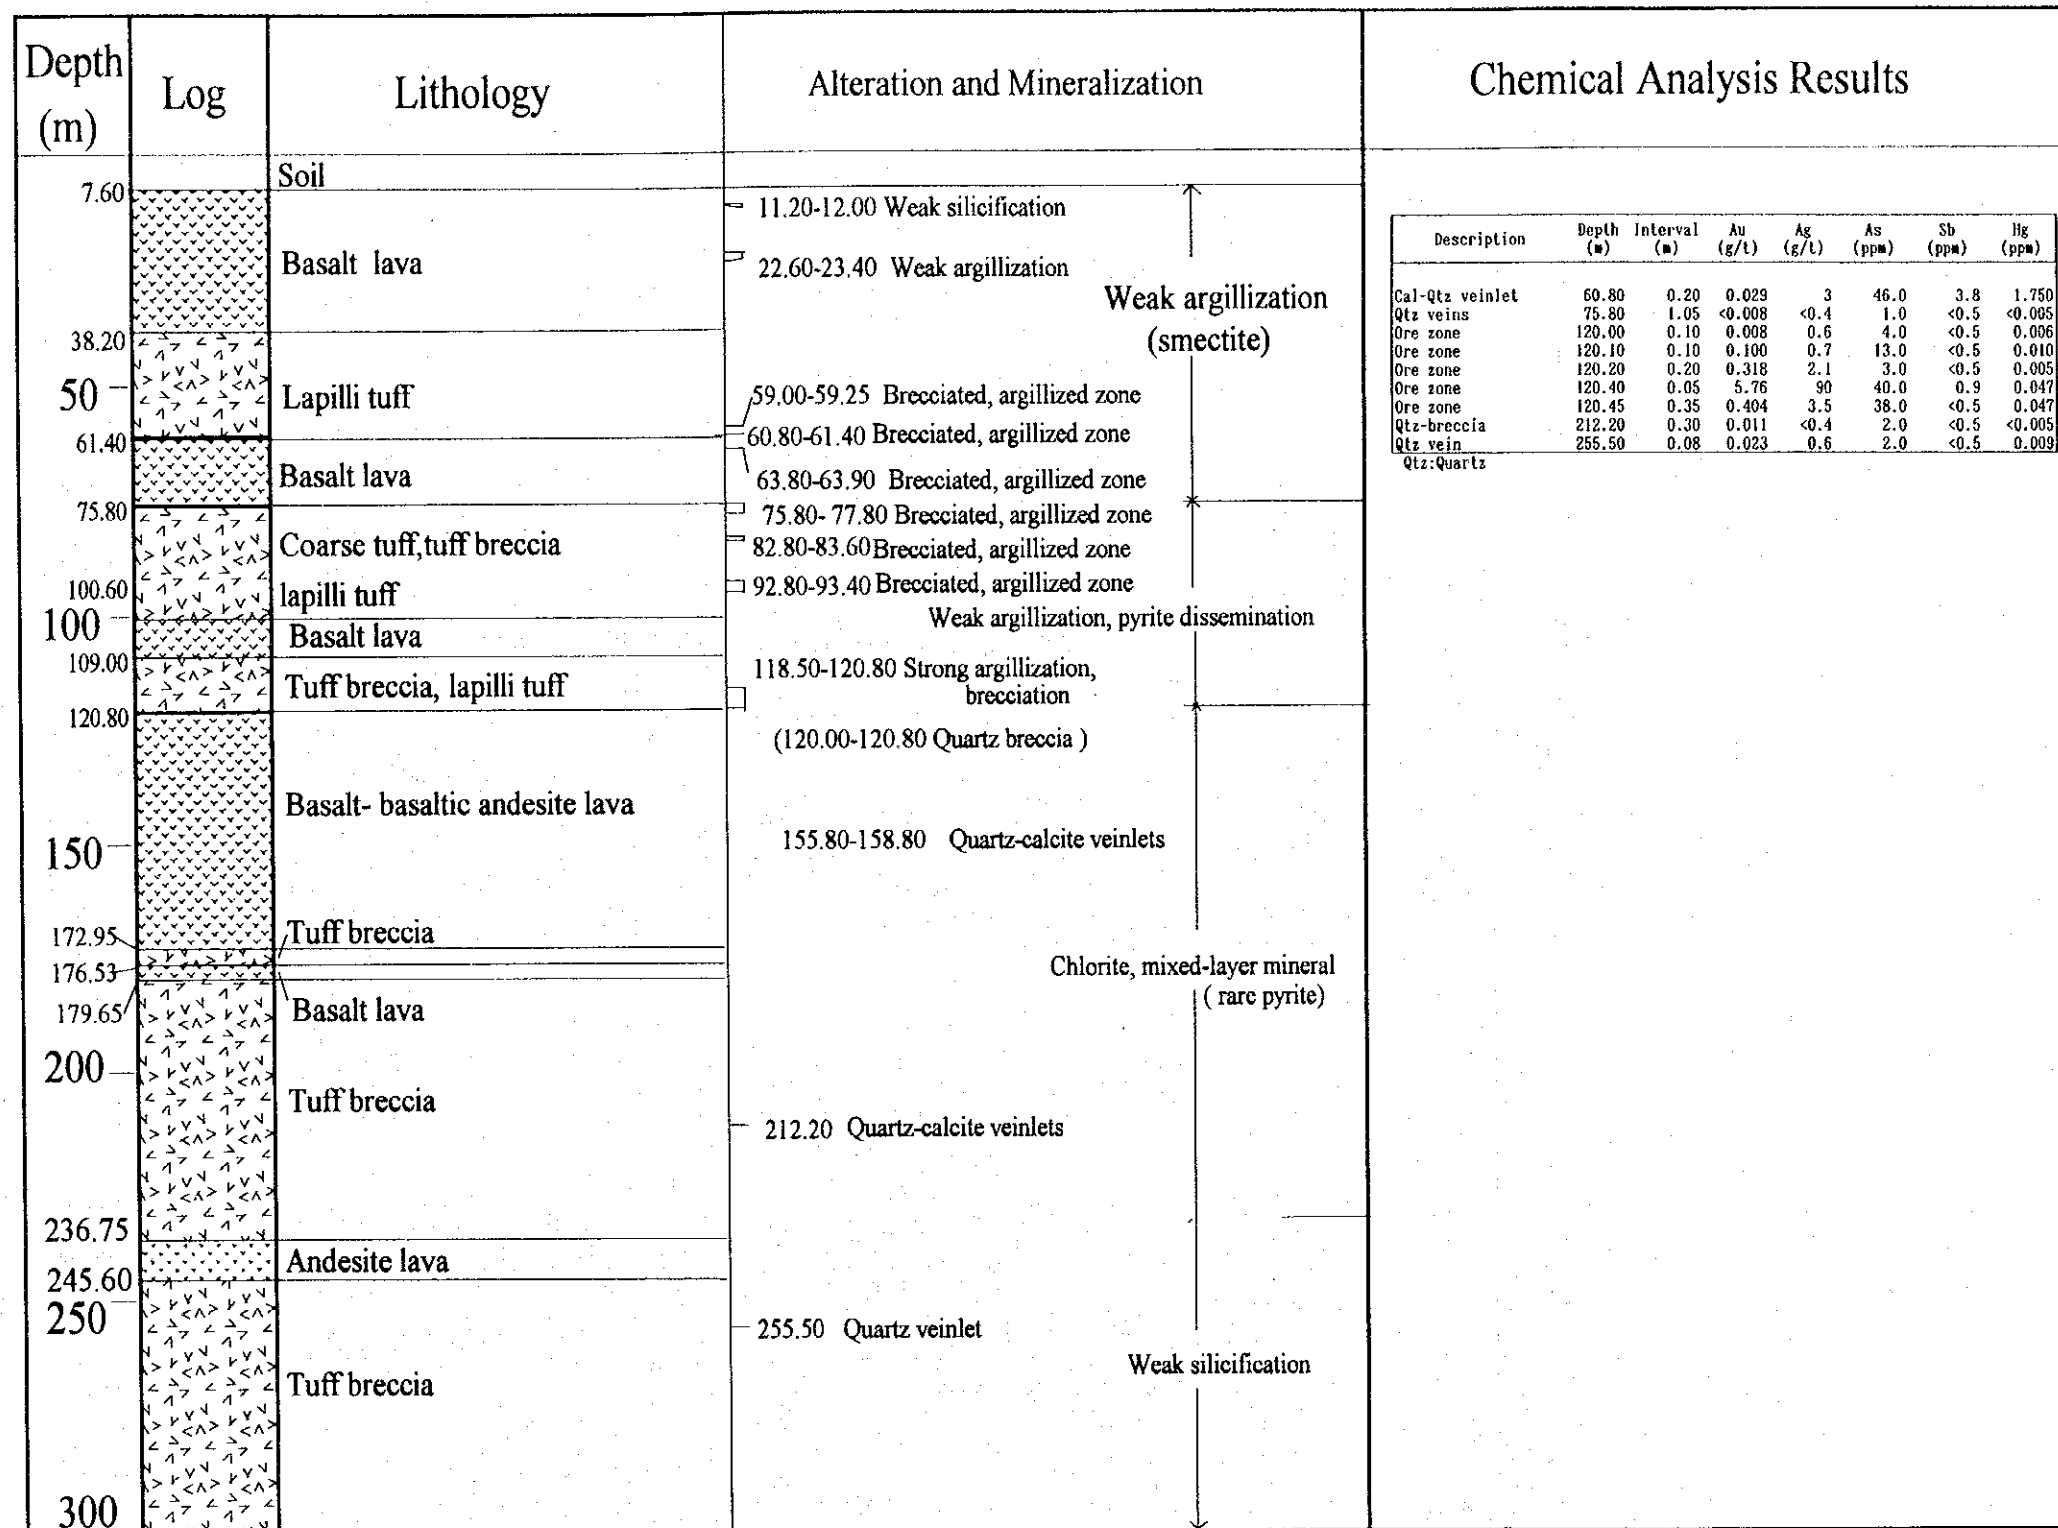 Depth (m)
Log
Lithology
Alteration and Mineralization
Chemical Analysis Results
Soil
7.60
11.20-12.00 Weak silicification
Basalt lava
22.60-23.40 Weak argillization
Weak argillization
(smectite)
38.20
50
Lapilli tuff
59.00-59.25 Brecciated, argillized zone
60.80-61.40 Brecciated, argillized zone
61.40
Basalt lava
63.80-63.90 Brecciated, argillized zone
75.80
75.80- 77.80 Brecciated, argillized zone
Coarse tuff,tuff breccia
82.80-83.60 Brecciated, argillized zone
100.60
lapilli tuff
92.80-93.40 Brecciated, argillized zone
Weak argillization, pyrite dissemination
100
Basalt lava
109.00
118.50-120.80 Strong argillization,
brecciation
Tuff breccia, lapilli tuff
120.80
(120.00-120.80 Quartz breccia )
Basalt- basaltic andesite lava
150
155.80-158.80 Quartz-calcite veinlets
172.95
Tuff breccia
176.53
Chlorite, mixed-layer mineral
( rare pyrite)
179.65
Basalt lava
200
Tuff breccia
212.20 Quartz-calcite veinlets
236.75
Andesite lava
245.60
250
255.50 Quartz veinlet
Weak silicification
Tuff breccia
300
Description Depth (m) Interval (m) Au (g/t) Ag (g/t) As (ppm) Sb (ppm) Hg (ppm)
Cal-Qtz veinlet 60.80 0.20 0.029 3 46.0 3.8 1.750
Qtz veins 75.80 1.05 <0.008 <0.4 1.0 <0.5 <0.005
Ore zone 120.00 0.10 0.008 0.6 4.0 <0.5 0.006
Ore zone 120.10 0.10 0.100 0.7 13.0 <0.5 0.010
Ore zone 120.20 0.20 0.318 2.1 3.0 <0.5 0.005
Ore zone 120.40 0.05 5.76 90 40.0 0.9 0.047
Ore zone 120.45 0.35 0.404 3.5 38.0 <0.5 0.047
Qtz-breccia 212.20 0.30 0.011 <0.4 2.0 <0.5 <0.005
Qtz vein 255.50 0.08 0.023 0.6 2.0 <0.5 0.009
Qtz:Quartz